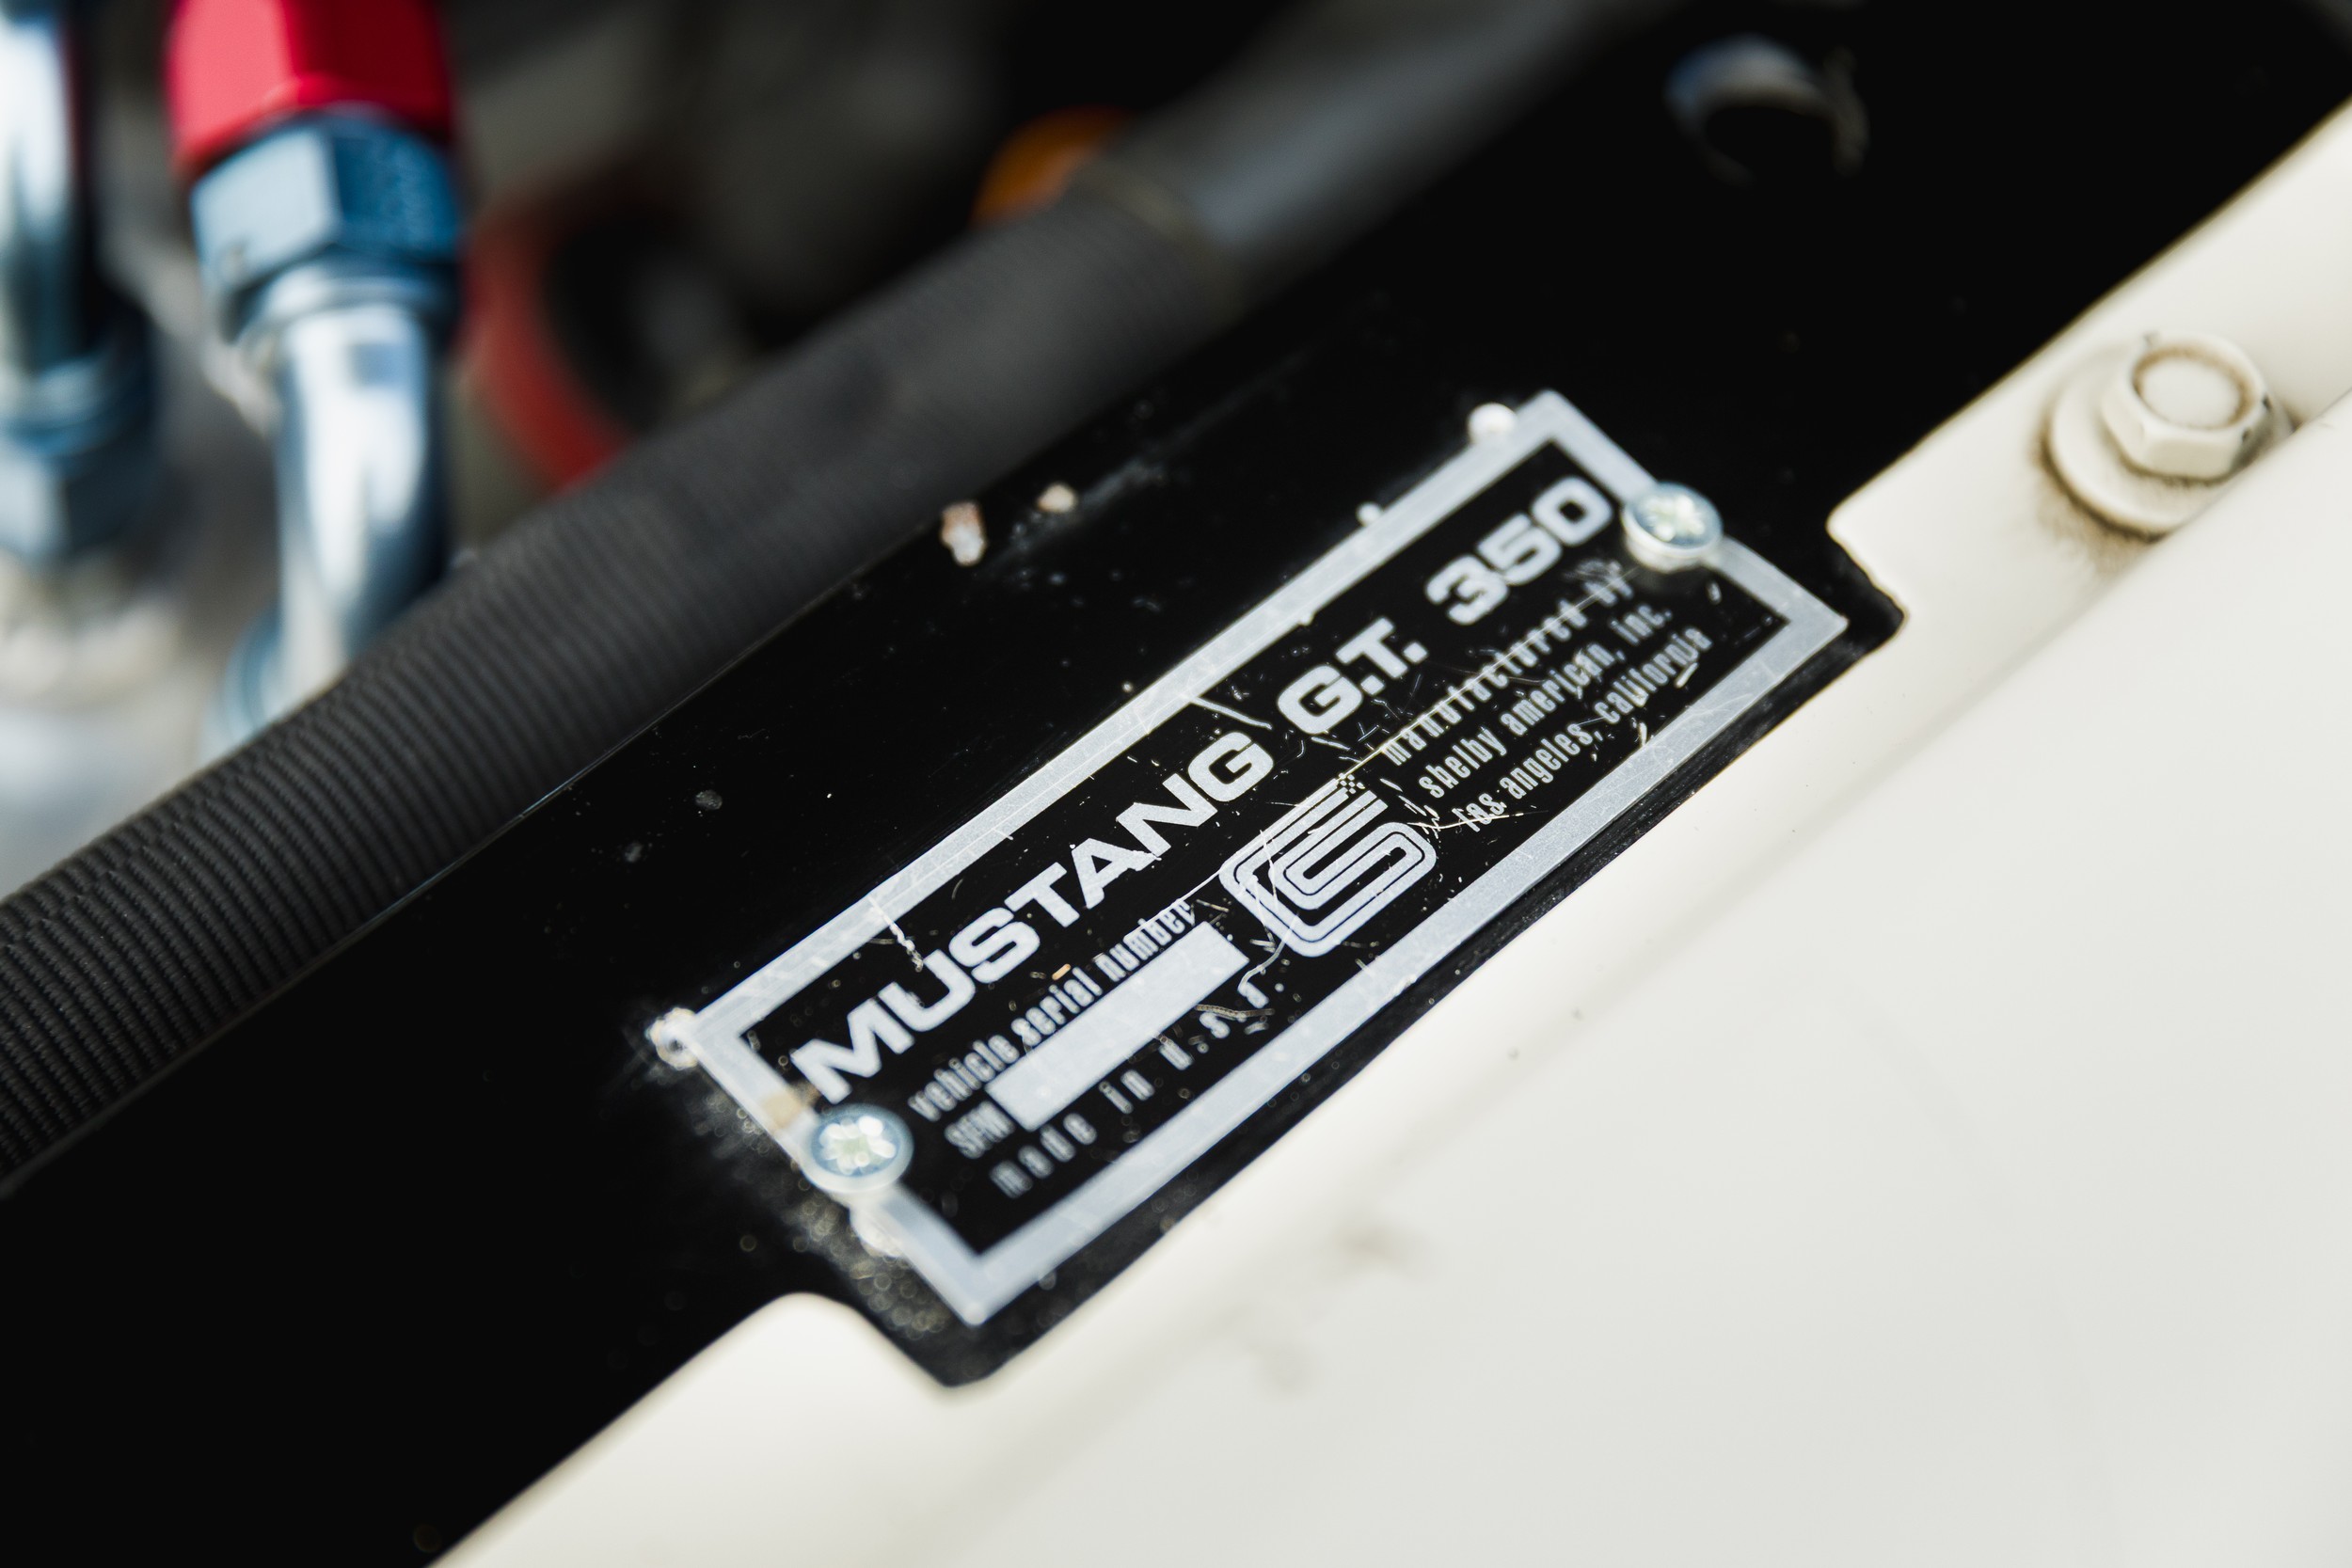 MUSTANG G.T. 350
vehicle serial number
SFM
made in u.s.a.
manufactured by
shelby american, inc.
los angeles, california